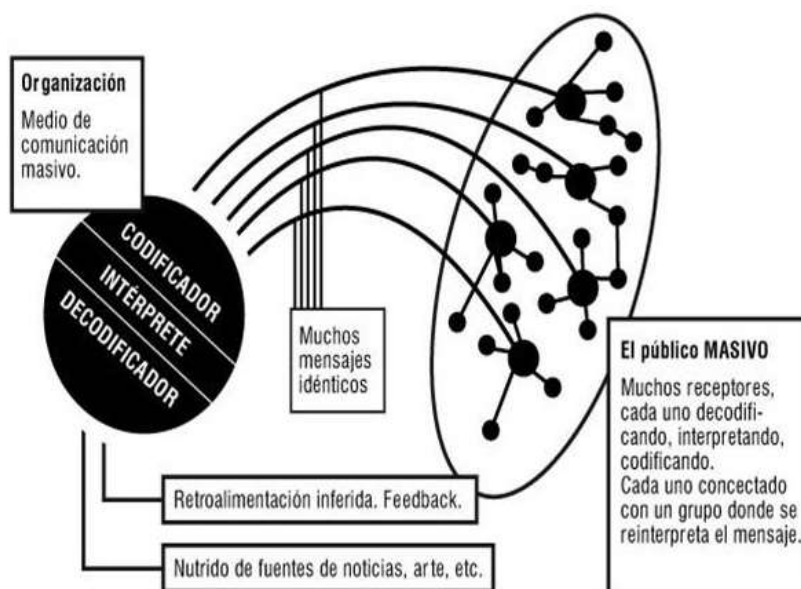 Organización
Medio de
comunicación
masivo.
CODIFICADOR
INTÉRPRETE
DECODIFICADOR
Muchos
mensajes
idénticos
El público MASIVO
Muchos receptores,
cada uno decodifi-
cando, interpretando,
codificando.
Cada uno concectado
con un grupo donde se
reinterpreta el mensaje.
Retroalimentación inferida. Feedback.
Nutrido de fuentes de noticias, arte, etc.